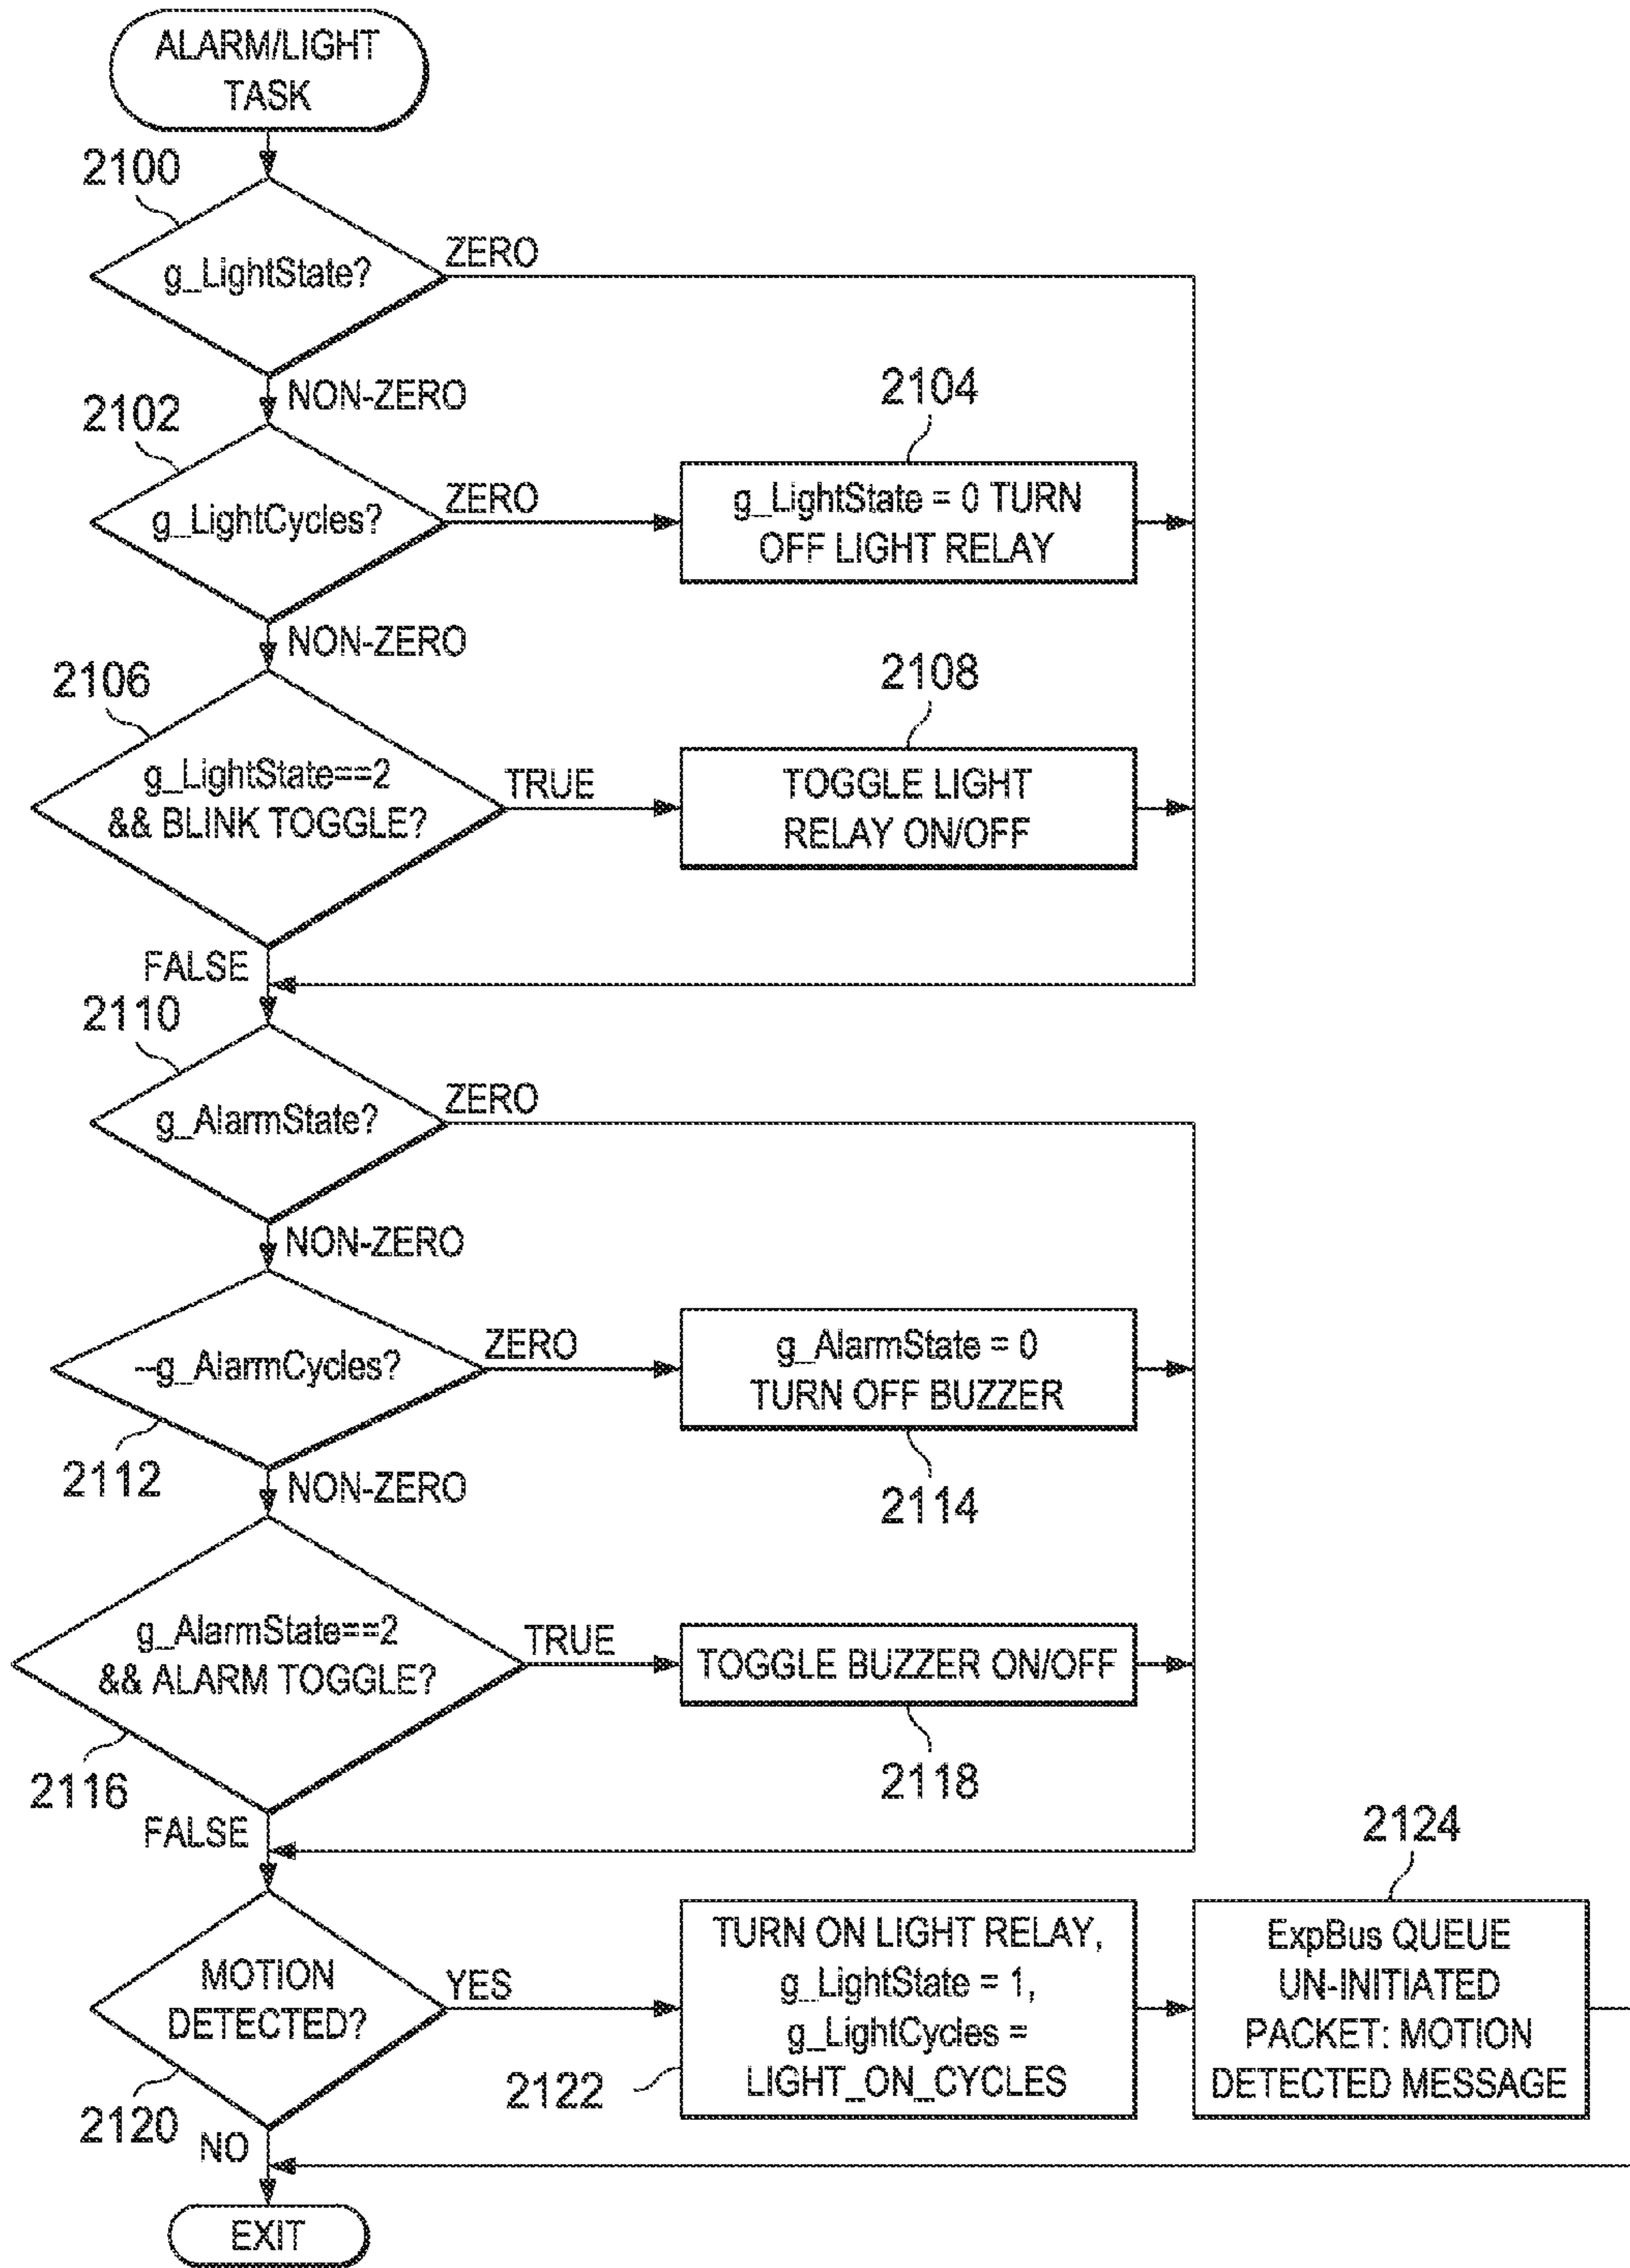 ALARM/LIGHT
TASK
2100
g_LightState?
ZERO
NON-ZERO
2102
g_LightCycles?
ZERO
2104
g_LightState = 0 TURN
OFF LIGHT RELAY
NON-ZERO
2106
g_LightState==2
&& BLINK TOGGLE?
TRUE
2108
TOGGLE LIGHT
RELAY ON/OFF
FALSE
2110
g_AlarmState?
ZERO
NON-ZERO
--g_AlarmCycles?
2112
ZERO
g_AlarmState = 0
TURN OFF BUZZER
2114
NON-ZERO
g_AlarmState==2
&& ALARM TOGGLE?
2116
TRUE
TOGGLE BUZZER ON/OFF
2118
FALSE
MOTION
DETECTED?
2120
YES
TURN ON LIGHT RELAY,
g_LightState = 1,
g_LightCycles =
LIGHT_ON_CYCLES
2122
2124
ExpBus QUEUE
UN-INITIATED
PACKET: MOTION
DETECTED MESSAGE
NO
EXIT